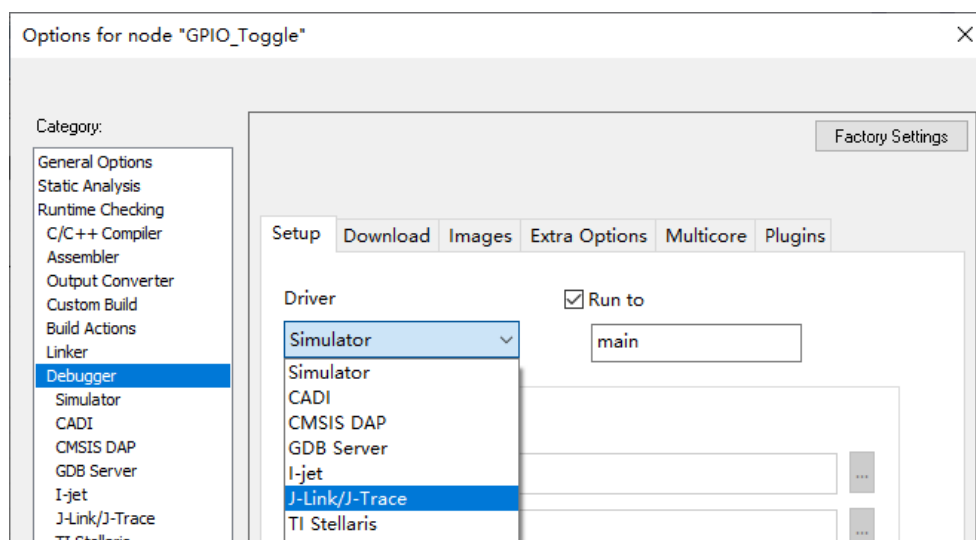 Options for node "GPIO_Toggle"
Category:
Factory Settings
General Options
Static Analysis
Runtime Checking
C/C++ Compiler
Assembler
Output Converter
Custom Build
Build Actions
Linker
Debugger
Simulator
CADI
CMSIS DAP
GDB Server
I-jet
J-Link/J-Trace
TI Stellaris
Setup Download Images Extra Options Multicore Plugins
Driver
Run to
Simulator
main
Simulator
CADI
CMSIS DAP
GDB Server
I-jet
J-Link/J-Trace
TI Stellaris
...
...